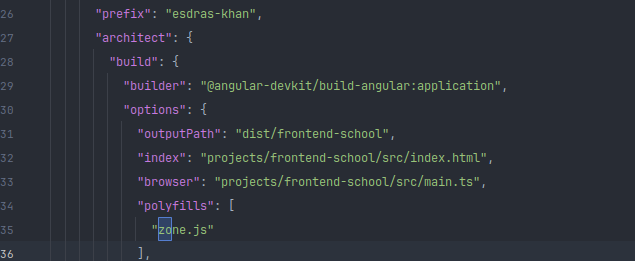 26 "prefix": "esdras-khan",
27 "architect": {
28 "build": {
29 "builder": "@angular-devkit/build-angular:application",
30 "options": {
31 "outputPath": "dist/frontend-school",
32 "index": "projects/frontend-school/src/index.html",
33 "browser": "projects/frontend-school/src/main.ts",
34 "polyfills": [
35 "zone.js"
36 ],